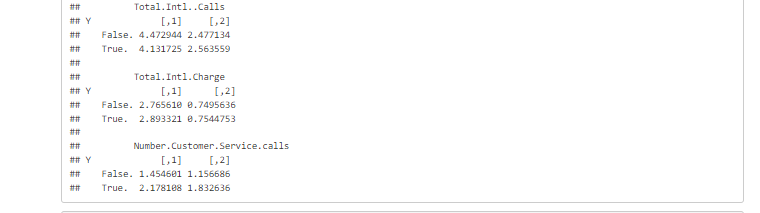 ##          Total.Intl..Calls
## Y            [,1]     [,2]
##   False. 4.472944 2.477134
##   True.  4.131725 2.563559
##
##          Total.Intl.Charge
## Y            [,1]      [,2]
##   False. 2.765610 0.7495636
##   True.  2.893321 0.7544753
##
##          Number.Customer.Service.calls
## Y            [,1]     [,2]
##   False. 1.454601 1.156686
##   True.  2.178108 1.832636